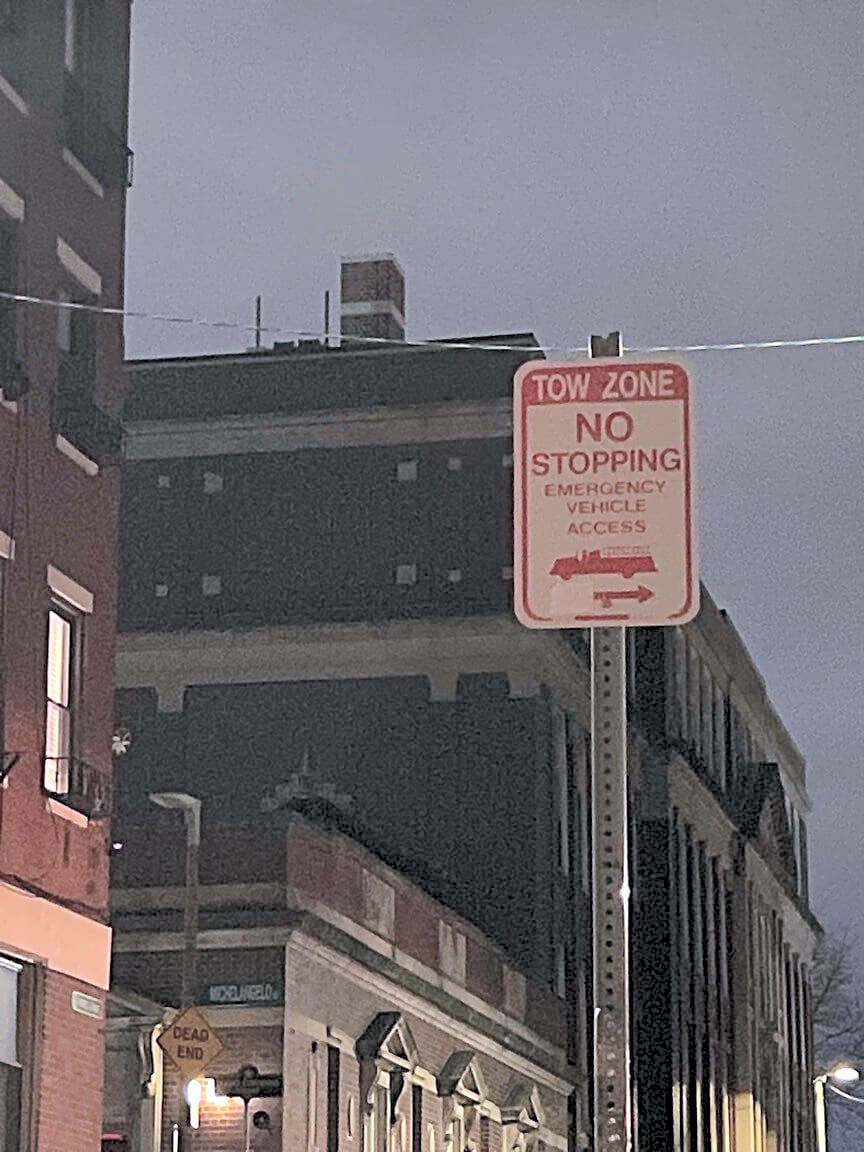 TOW ZONE
NO
STOPPING
EMERGENCY
VEHICLE
ACCESS
MICHELANGELO
DEAD
END